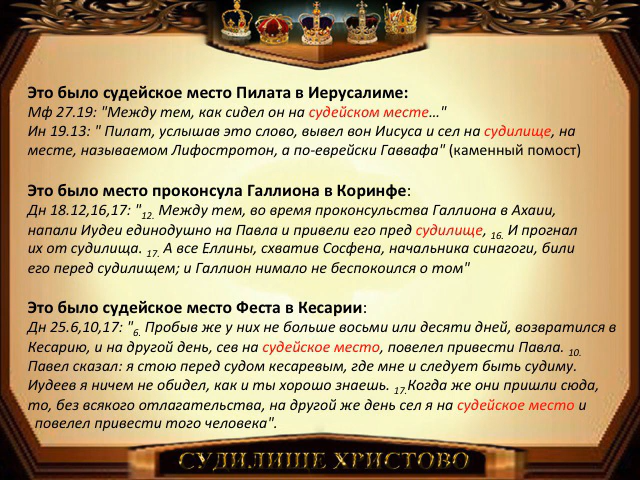 Это было судейское место Пилата в Иерусалиме:
Мф 27.19: "Между тем, как сидел он на судейском месте…"
Ин 19.13: " Пилат, услышав это слово, вывел вон Иисуса и сел на судилище, на
месте, называемом Лифостротон, а по-еврейски Гаввафа" (каменный помост)
Это было место проконсула Галлиона в Коринфе:
Дн 18.12,16,17: "12. Между тем, во время проконсульства Галлиона в Ахаии,
напали Иудеи единодушно на Павла и привели его пред судилище, 16. И прогнал
их от судилища. 17. А все Еллины, схватив Сосфена, начальника синагоги, били
его перед судилищем; и Галлион нимало не беспокоился о том"
Это было судейское место Феста в Кесарии:
Дн 25.6,10,17: "6. Пробыв же у них не больше восьми или десяти дней, возвратился в
Кесарию, и на другой день, сев на судейское место, повелел привести Павла. 10.
Павел сказал: я стою перед судом кесаревым, где мне и следует быть судиму.
Иудеев я ничем не обидел, как и ты хорошо знаешь. 17.Когда же они пришли сюда,
то, без всякого отлагательства, на другой же день сел я на судейское место и
повелел привести того человека".
СУДИЛИЩЕ ХРИСТОВО